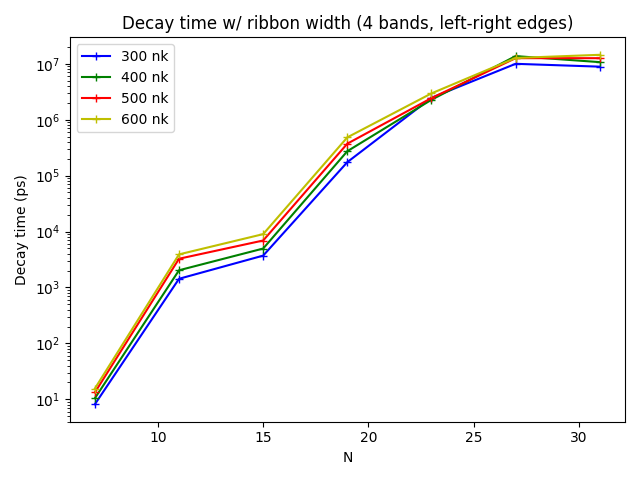 Decay time w/ ribbon width (4 bands, left-right edges)
300 nk
400 nk
500 nk
600 nk
Decay time (ps)
10⁷
10⁶
10⁵
10⁴
10³
10²
10¹
10 15 20 25 30
N